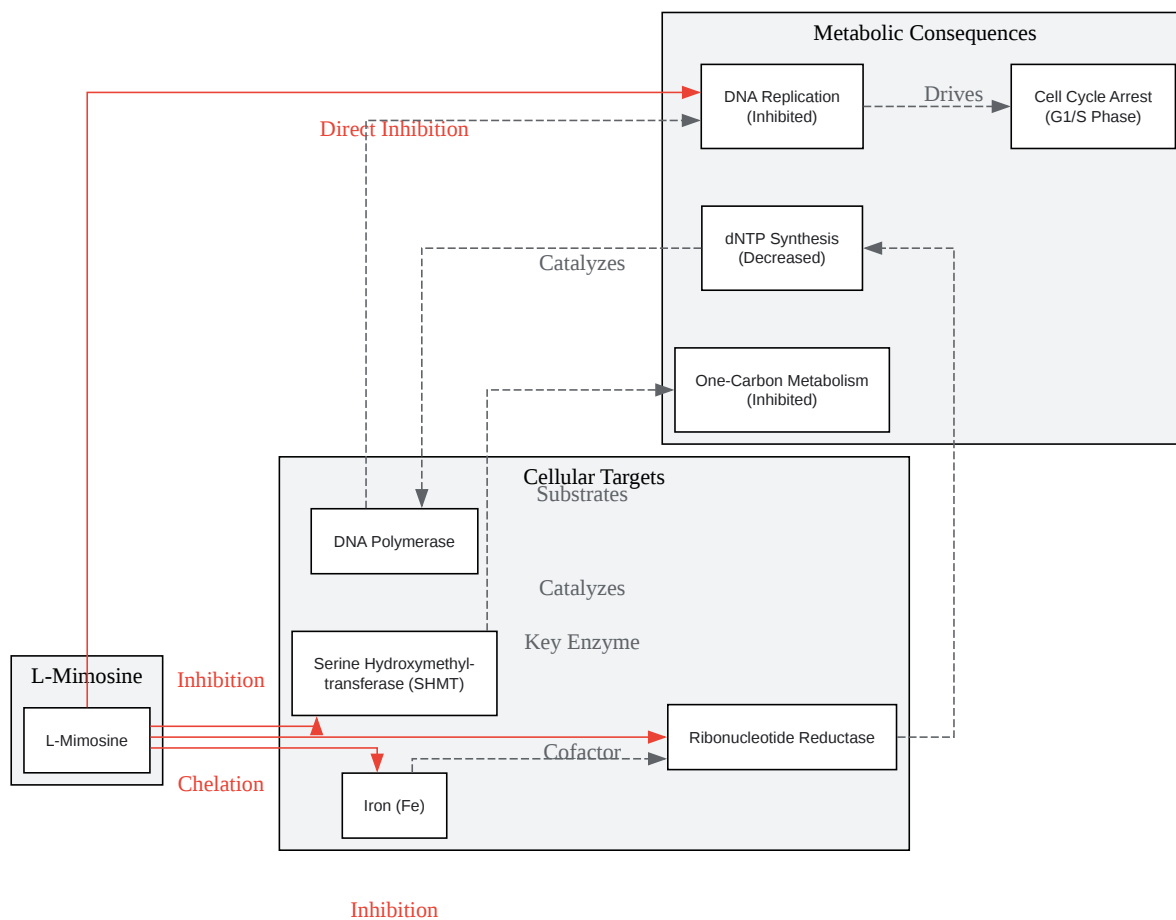 Metabolic Consequences
DNA Replication
(Inhibited)
Drives
Cell Cycle Arrest
(G1/S Phase)
Direct Inhibition
dNTP Synthesis
(Decreased)
Catalyzes
One-Carbon Metabolism
(Inhibited)
Cellular Targets
Substrates
DNA Polymerase
Catalyzes
Key Enzyme
Serine Hydroxymethyl-
transferase (SHMT)
L-Mimosine
Inhibition
L-Mimosine
Ribonucleotide Reductase
Cofactor
Chelation
Iron (Fe)
Inhibition